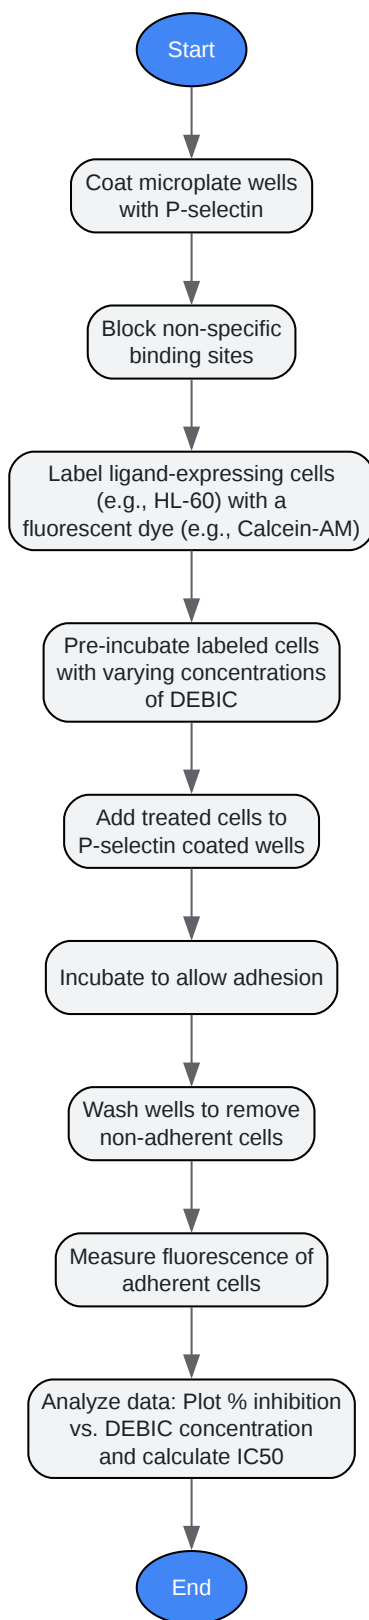 Start
Coat microplate wells
with P-selectin
Block non-specific
binding sites
Label ligand-expressing cells
(e.g., HL-60) with a
fluorescent dye (e.g., Calcein-AM)
Pre-incubate labeled cells
with varying concentrations
of DEBIC
Add treated cells to
P-selectin coated wells
Incubate to allow adhesion
Wash wells to remove
non-adherent cells
Measure fluorescence of
adherent cells
Analyze data: Plot % inhibition
vs. DEBIC concentration
and calculate IC50
End